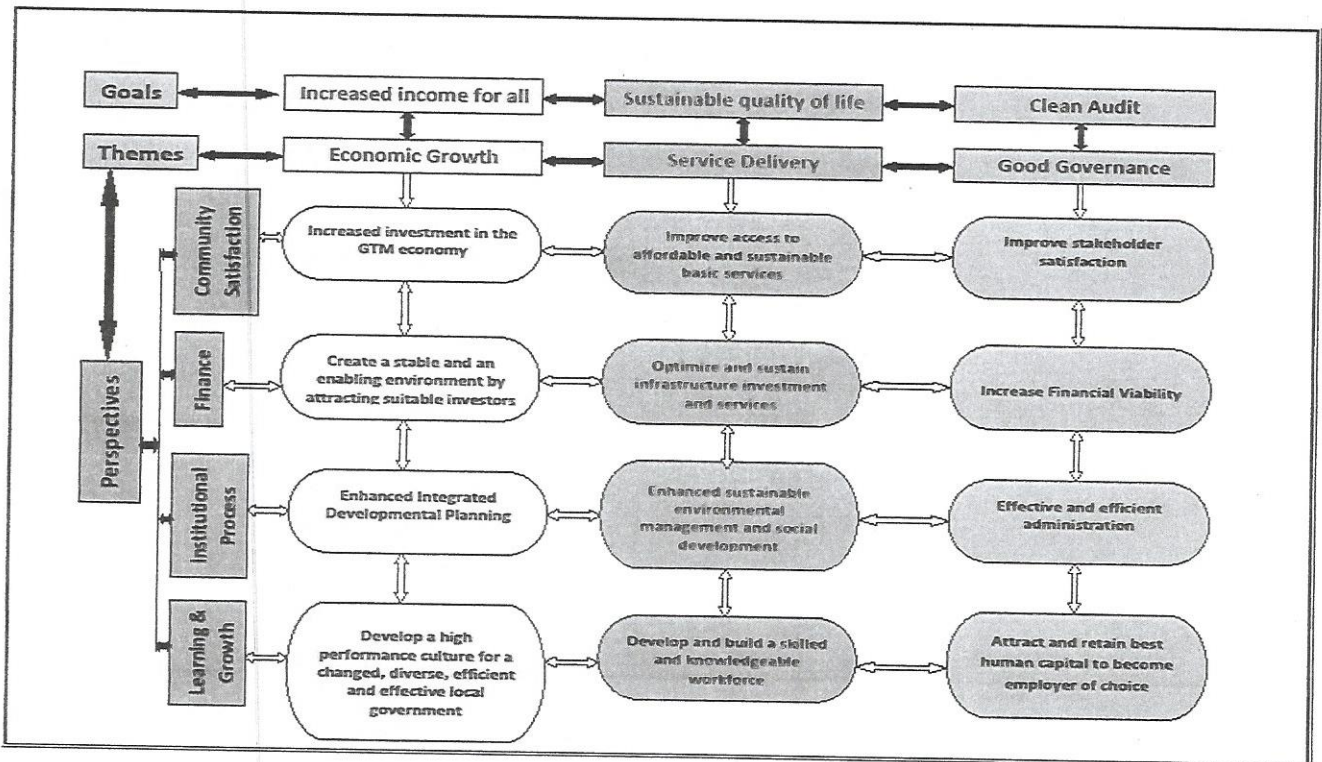 Goals
Increased income for all
Sustainable quality of life
Clean Audit
Themes
Economic Growth
Service Delivery
Good Governance
Perspectives
Community
Satisfaction
Increased investment in the
GTM economy
Improve access to
affordable and sustainable
basic services
Improve stakeholder
satisfaction
Finance
Create a stable and an
enabling environment by
attracting suitable investors
Optimize and sustain
infrastructure investment
and services
Increase Financial Viability
Institutional
Process
Enhanced Integrated
Developmental Planning
Enhanced sustainable
environmental
management and social
development
Effective and efficient
administration
Learning &
Growth
Develop a high
performance culture for a
changed, diverse, efficient
and effective local
government
Develop and build a skilled
and knowledgeable
workforce
Attract and retain best
human capital to become
employer of choice